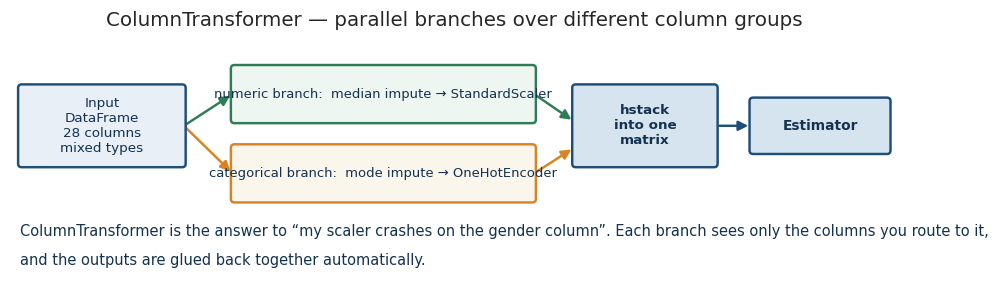 ColumnTransformer — parallel branches over different column groups
Input
DataFrame
28 columns
mixed types
numeric branch:  median impute → StandardScaler
categorical branch:  mode impute → OneHotEncoder
hstack
into one
matrix
Estimator
ColumnTransformer is the answer to “my scaler crashes on the gender column”. Each branch sees only the columns you route to it,
and the outputs are glued back together automatically.